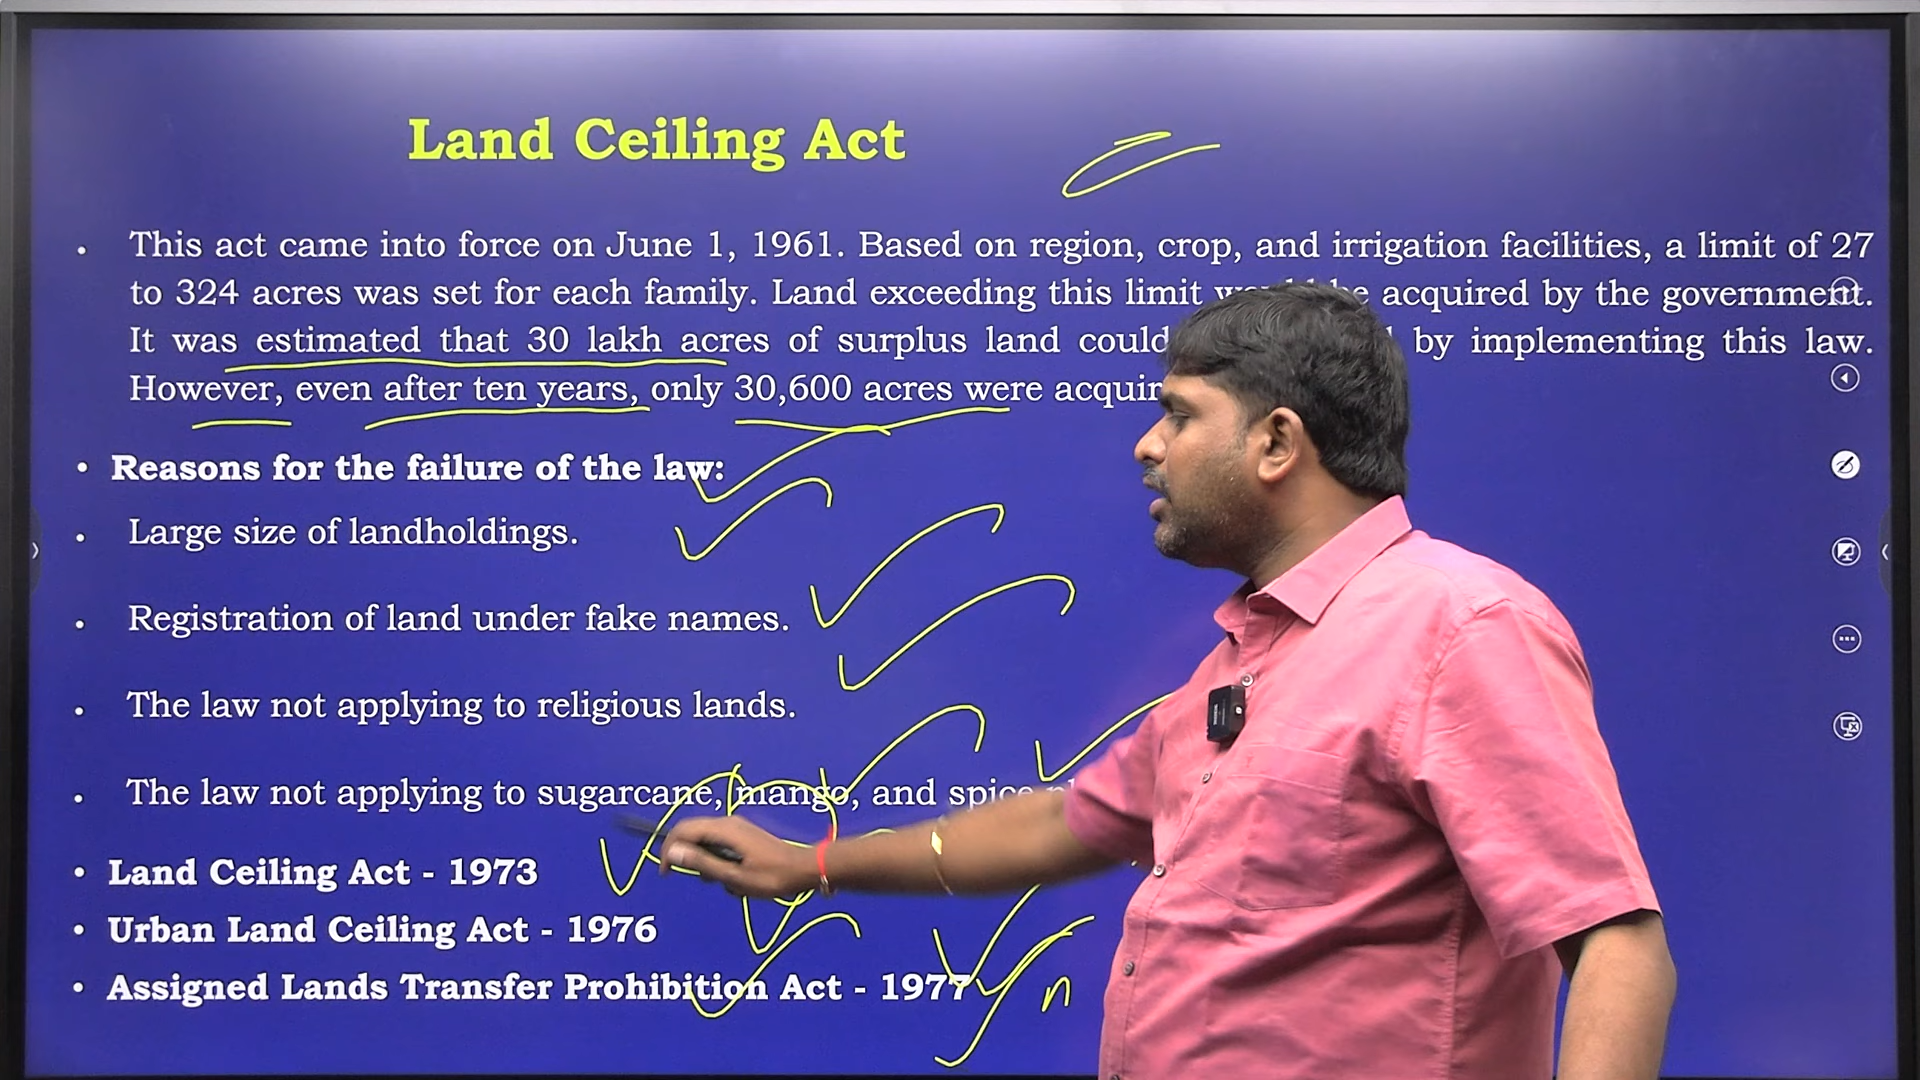 Land Ceiling Act
• This act came into force on June 1, 1961. Based on region, crop, and irrigation facilities, a limit of 27
to 324 acres was set for each family. Land exceeding this limit would be acquired by the government.
It was estimated that 30 lakh acres of surplus land could by implementing this law.
However, even after ten years, only 30,600 acres were
• Reasons for the failure of the law:
• Large size of landholdings.
• Registration of land under fake names.
• The law not applying to religious lands.
• The law not applying to sugarcane, mango, and spice
• Land Ceiling Act - 1973
• Urban Land Ceiling Act - 1976
• Assigned Lands Transfer Prohibition Act - 1977
n